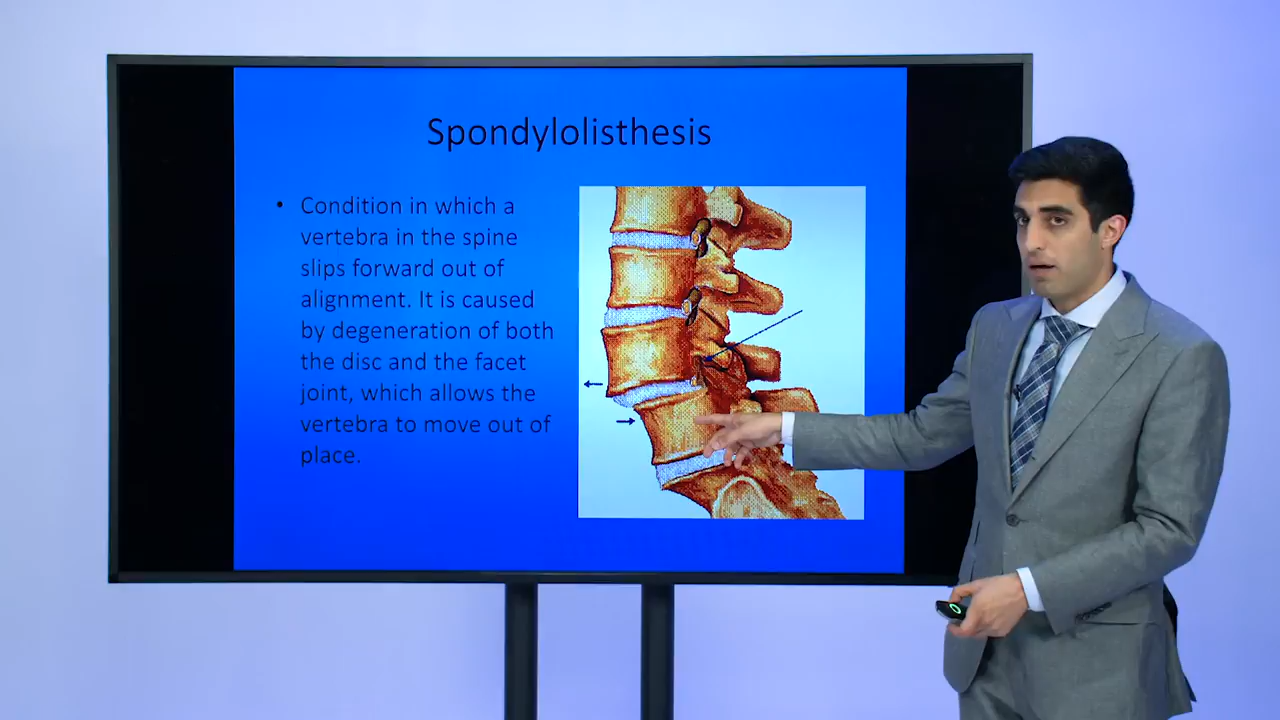 Spondylolisthesis
• Condition in which a
vertebra in the spine
slips forward out of
alignment. It is caused
by degeneration of both
the disc and the facet
joint, which allows the
vertebra to move out of
place.